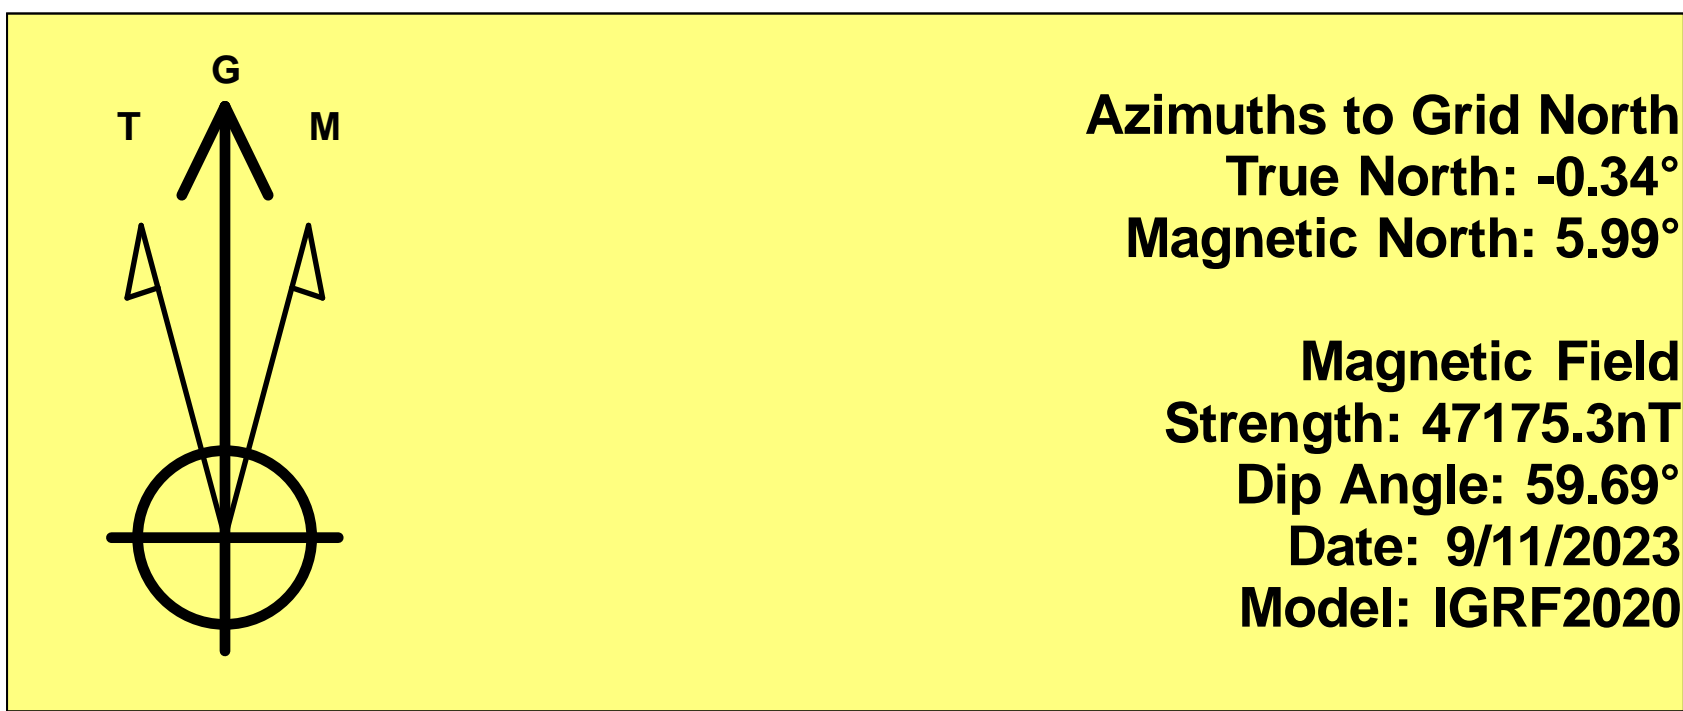 G
T M
Azimuths to Grid North
True North: -0.34°
Magnetic North: 5.99°
Magnetic Field
Strength: 47175.3nT
Dip Angle: 59.69°
Date: 9/11/2023
Model: IGRF2020